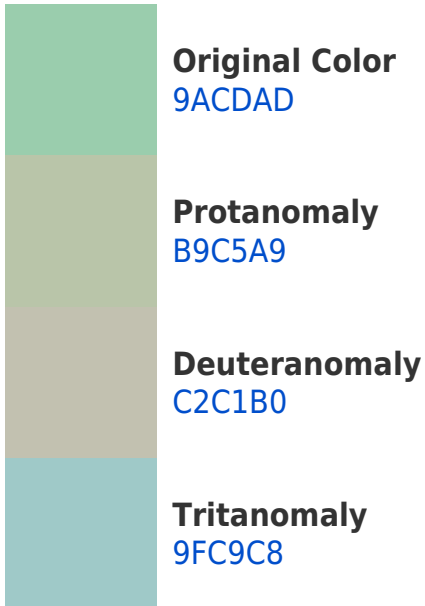 Original Color
9ACDAD
Protanomaly
B9C5A9
Deuteranomaly
C2C1B0
Tritanomaly
9FC9C8